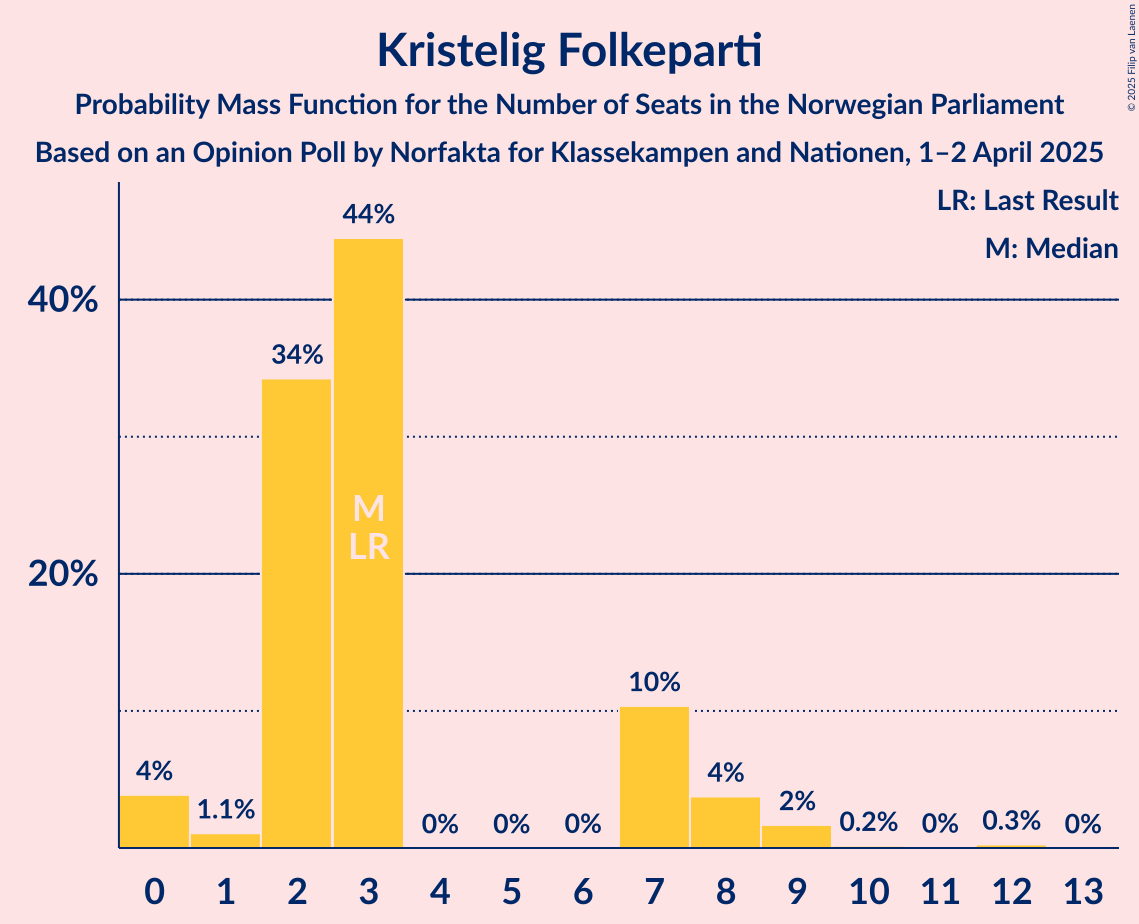 Kristelig Folkeparti
Probability Mass Function for the Number of Seats in the Norwegian Parliament
Based on an Opinion Poll by Norfakta for Klassekampen and Nationen, 1–2 April 2025
© 2025 Filip van Laenen
LR: Last Result
M: Median
40%
20%
4%
1.1%
34%
44%
0%
0%
0%
10%
4%
2%
0.2%
0%
0.3%
0%
M
LR
0 1 2 3 4 5 6 7 8 9 10 11 12 13